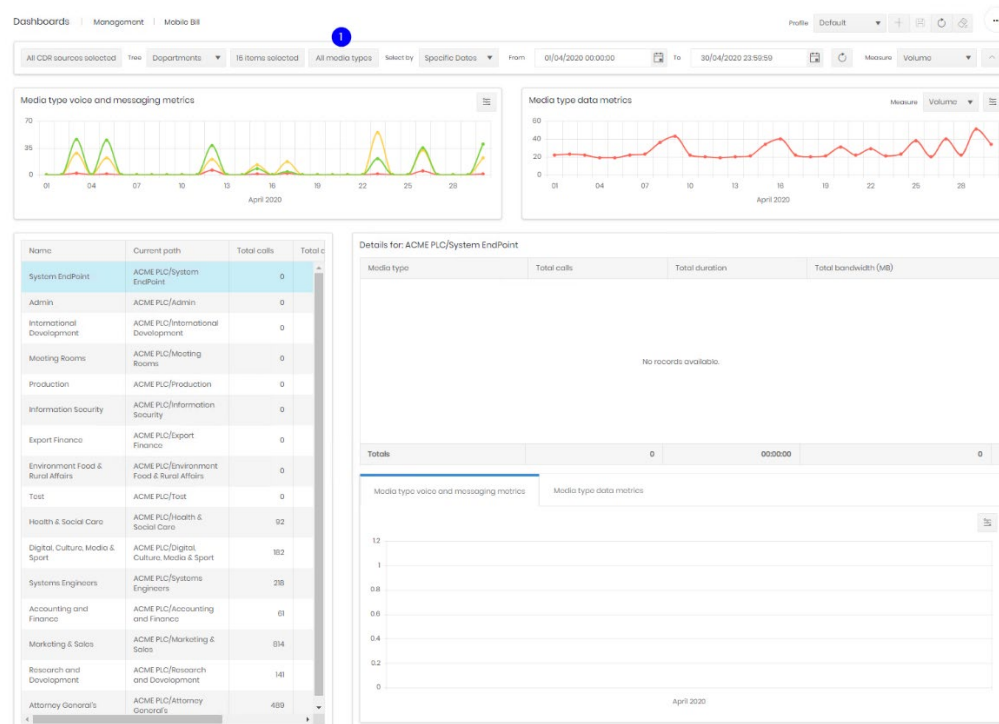 Dashboards Management Mobile Bill
Profile Default
1
All CDR sources selected Tree Departments 16 items selected All media types Select by Specific Dates From 01/04/2020 00:00:00 To 30/04/2020 23:59:59 Measure Volume
Media type voice and messaging metrics
70
35
0
01 04 07 10 13 16 19 22 25 28
April 2020
Media type data metrics
Measure Volume
60
40
20
0
01 04 07 10 13 16 19 22 25 28
April 2020
Name Current path Total calls Total c
System EndPoint ACME PLC/System EndPoint 0
Admin ACME PLC/Admin 0
International Development ACME PLC/International Development 0
Meeting Rooms ACME PLC/Meeting Rooms 0
Production ACME PLC/Production 0
Information Security ACME PLC/Information Security 0
Export Finance ACME PLC/Export Finance 0
Environment Food & Rural Affairs ACME PLC/Environment Food & Rural Affairs 0
Test ACME PLC/Test 0
Health & Social Care ACME PLC/Health & Social Care 92
Digital, Culture, Media & Sport ACME PLC/Digital, Culture, Media & Sport 182
Systems Engineers ACME PLC/Systems Engineers 218
Accounting and Finance ACME PLC/Accounting and Finance 61
Marketing & Sales ACME PLC/Marketing & Sales 814
Research and Development ACME PLC/Research and Development 141
Attorney General's ACME PLC/Attorney General's 489
Details for: ACME PLC/System EndPoint
Media type Total calls Total duration Total bandwidth (MB)
No records available.
Totals 0 00:00:00 0
Media type voice and messaging metrics Media type data metrics
1.2
1
0.8
0.6
0.4
0.2
0
April 2020